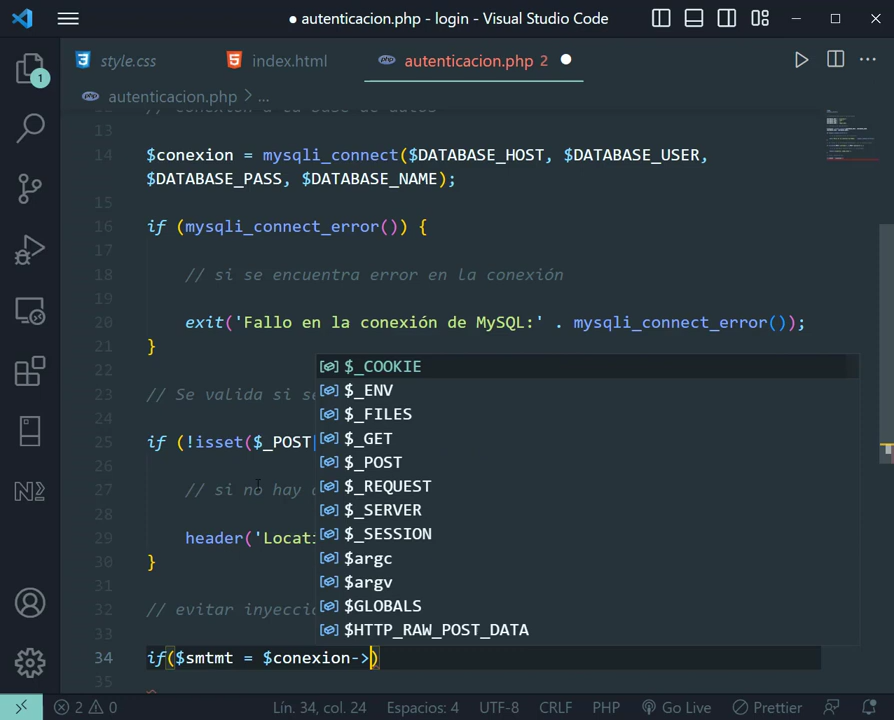 autenticacion.php - login - Visual Studio Code
style.css
index.html
autenticacion.php 2
autenticacion.php > ...
13
14 $conexion = mysqli_connect($DATABASE_HOST, $DATABASE_USER,
$DATABASE_PASS, $DATABASE_NAME);
15
16 if (mysqli_connect_error()) {
17
18 // si se encuentra error en la conexión
19
20 exit('Fallo en la conexión de MySQL:' . mysqli_connect_error());
21 }
22
23 // Se valida si se
24
25 if (!isset($_POST[
26
27 // si no hay
28
29 header('Locati
30 }
31
32 // evitar inyecció
33
34 if($smtmt = $conexion->)
35
$_COOKIE
$_ENV
$_FILES
$_GET
$_POST
$_REQUEST
$_SERVER
$_SESSION
$argc
$argv
$GLOBALS
$HTTP_RAW_POST_DATA
1
2 0
Lín. 34, col. 24
Espacios: 4
UTF-8
CRLF
PHP
Go Live
Prettier